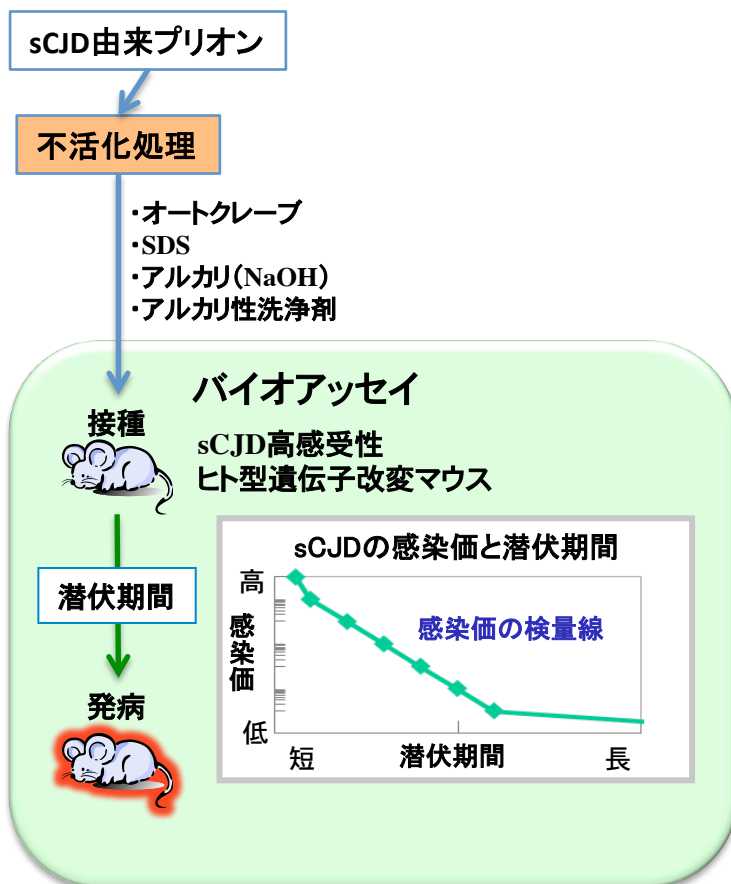 sCJD由来プリオン
不活化処理
・オートクレーブ
・SDS
・アルカリ（NaOH）
・アルカリ性洗浄剤
バイオアッセイ
接種
sCJD高感受性
ヒト型遺伝子改変マウス
潜伏期間
発病
sCJDの感染価と潜伏期間
高
感染価
低
感染価の検量線
短
潜伏期間
長